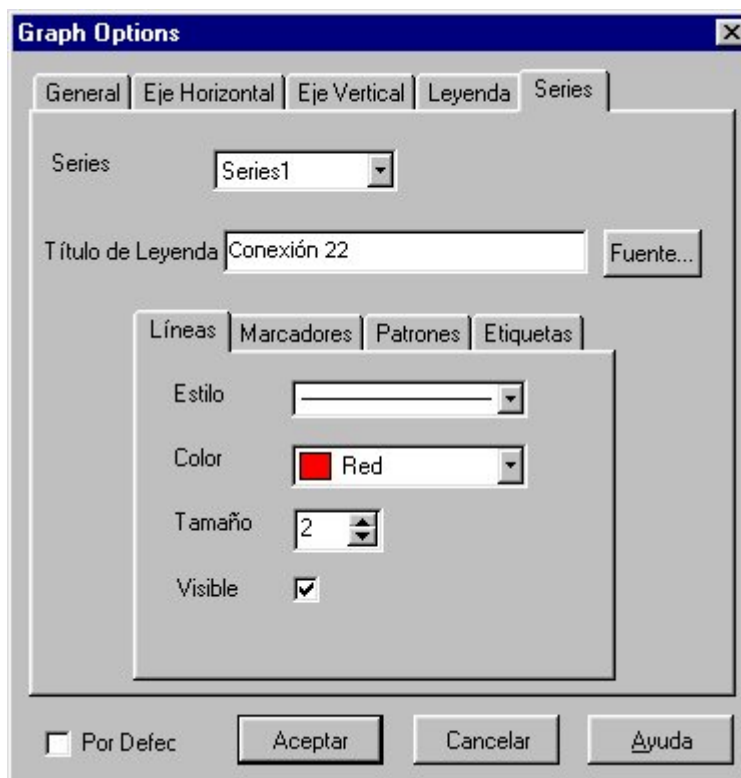 Graph Options
General Eje Horizontal Eje Vertical Leyenda Series
Series Series1
Título de Leyenda Conexión 22 Fuente...
Líneas Marcadores Patrones Etiquetas
Estilo
Color Red
Tamaño 2
Visible
Por Defec Aceptar Cancelar Ayuda